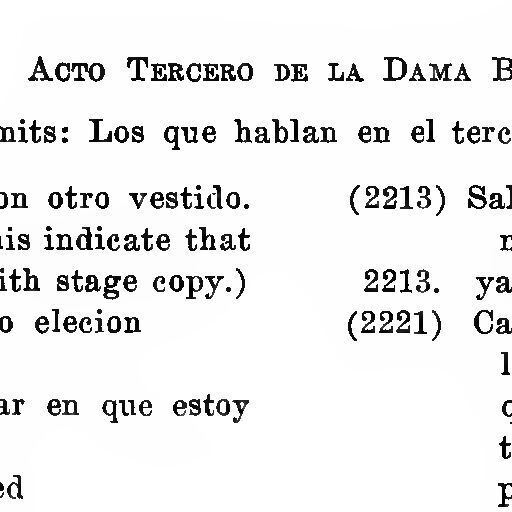 ACTO TERCERO DE LA DAMA B
mits: Los que hablan en el terc
on otro vestido.
his indicate that
ith stage copy.)
o elecion
ar en que estoy
ed
(2213) Sal
2213. ya
(2221) Ca